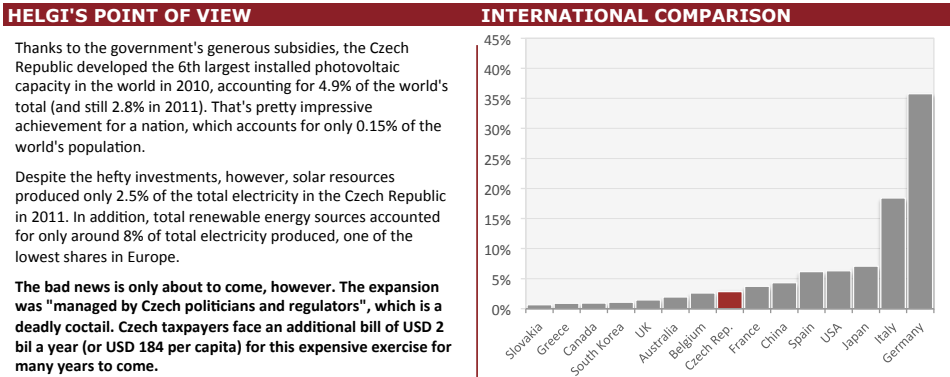 HELGI'S POINT OF VIEW
Thanks to the government's generous subsidies, the Czech
Republic developed the 6th largest installed photovoltaic
capacity in the world in 2010, accounting for 4.9% of the world's
total (and still 2.8% in 2011). That's pretty impressive
achievement for a nation, which accounts for only 0.15% of the
world's population.
Despite the hefty investments, however, solar resources
produced only 2.5% of the total electricity in the Czech Republic
in 2011. In addition, total renewable energy sources accounted
for only around 8% of total electricity produced, one of the
lowest shares in Europe.
The bad news is only about to come, however. The expansion
was "managed by Czech politicians and regulators", which is a
deadly coctail. Czech taxpayers face an additional bill of USD 2
bil a year (or USD 184 per capita) for this expensive exercise for
many years to come.
INTERNATIONAL COMPARISON
45%
40%
35%
30%
25%
20%
15%
10%
5%
0%
Slovakia
Greece
Canada
South Korea
UK
Australia
Belgium
Czech Rep.
France
China
Spain
USA
Japan
Italy
Germany